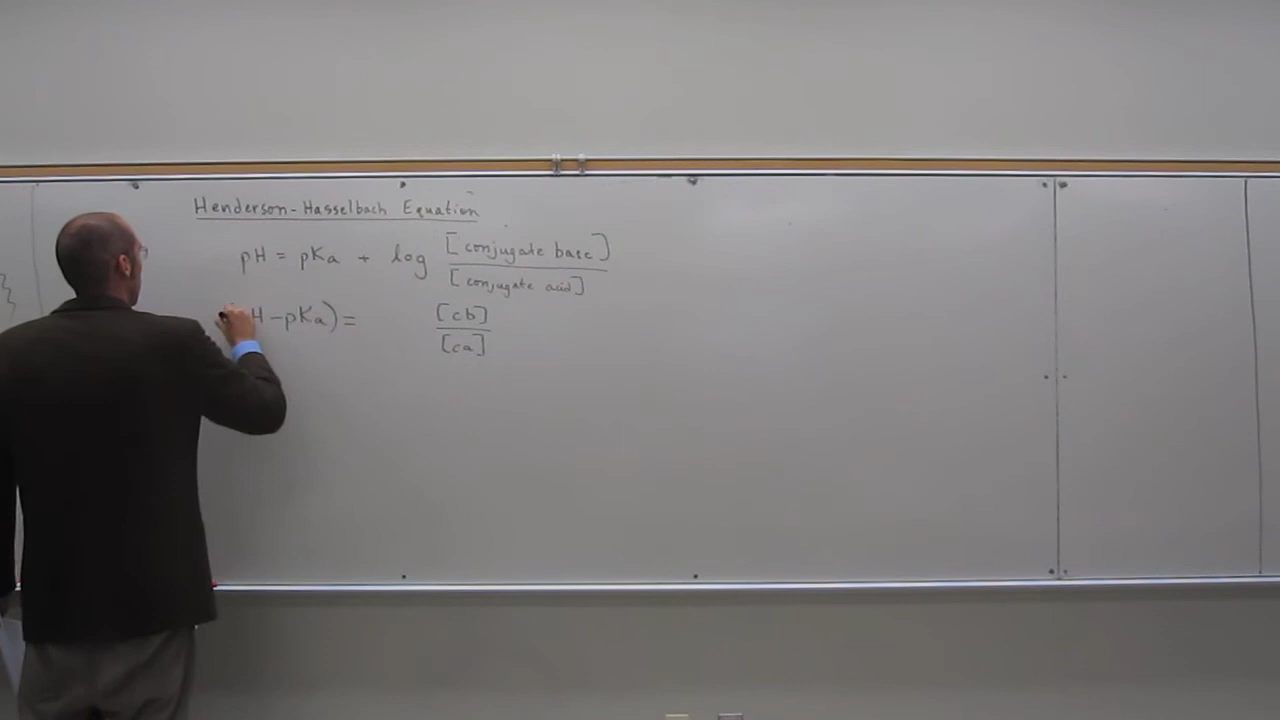 Henderson-Hasselbach Equation
pH = pKa + log [conjugate base] / [conjugate acid]
H - pKa) = [cb] / [ca]